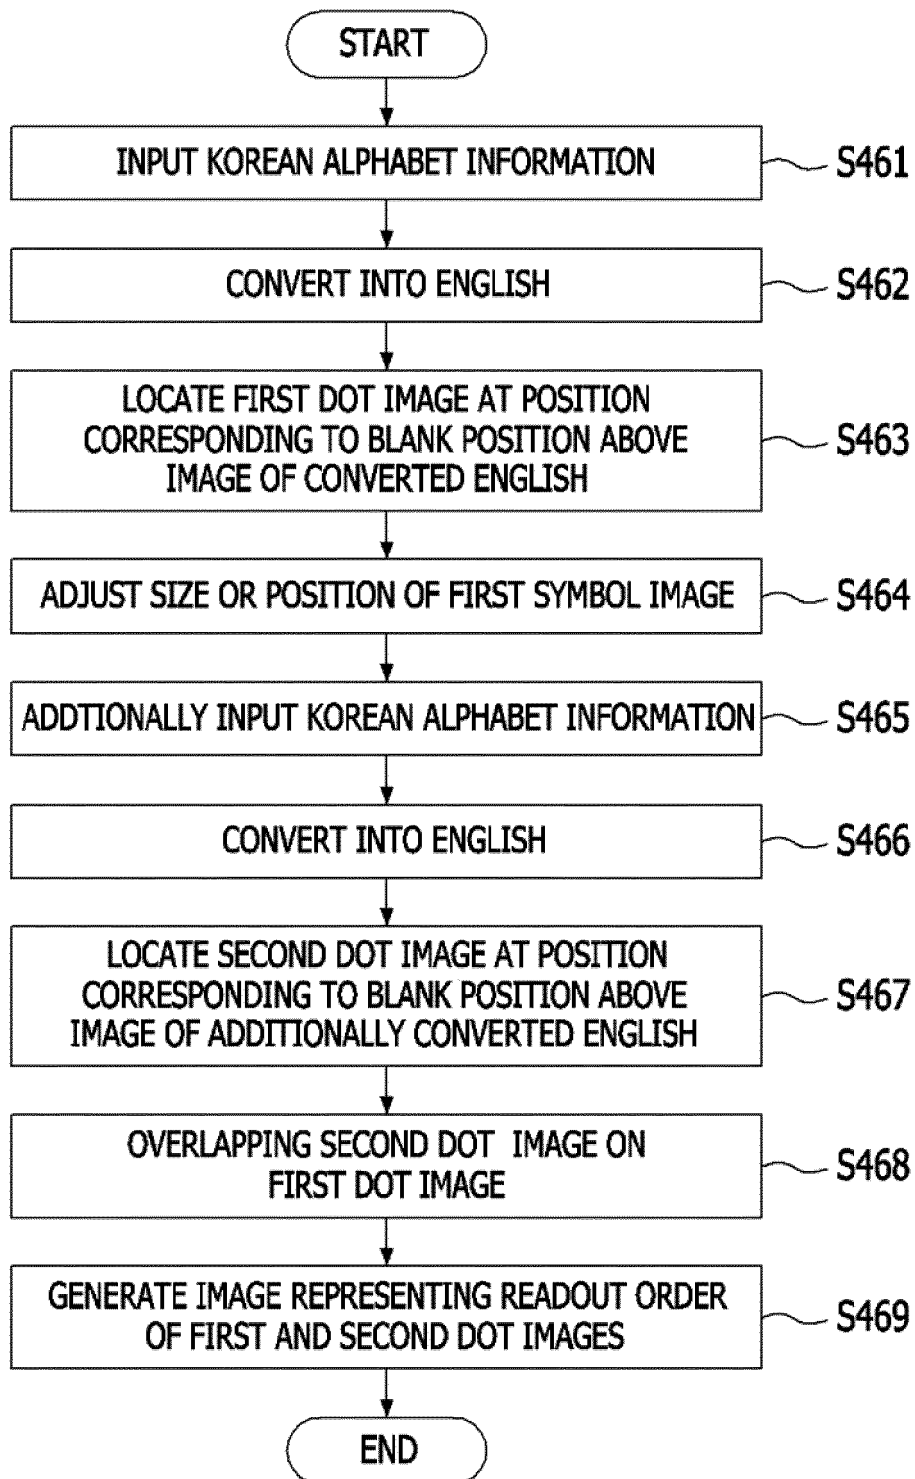 START
INPUT KOREAN ALPHABET INFORMATION
S461
CONVERT INTO ENGLISH
S462
LOCATE FIRST DOT IMAGE AT POSITION
CORRESPONDING TO BLANK POSITION ABOVE
IMAGE OF CONVERTED ENGLISH
S463
ADJUST SIZE OR POSITION OF FIRST SYMBOL IMAGE
S464
ADDTIONALLY INPUT KOREAN ALPHABET INFORMATION
S465
CONVERT INTO ENGLISH
S466
LOCATE SECOND DOT IMAGE AT POSITION
CORRESPONDING TO BLANK POSITION ABOVE
IMAGE OF ADDITIONALLY CONVERTED ENGLISH
S467
OVERLAPPING SECOND DOT IMAGE ON
FIRST DOT IMAGE
S468
GENERATE IMAGE REPRESENTING READOUT ORDER
OF FIRST AND SECOND DOT IMAGES
S469
END